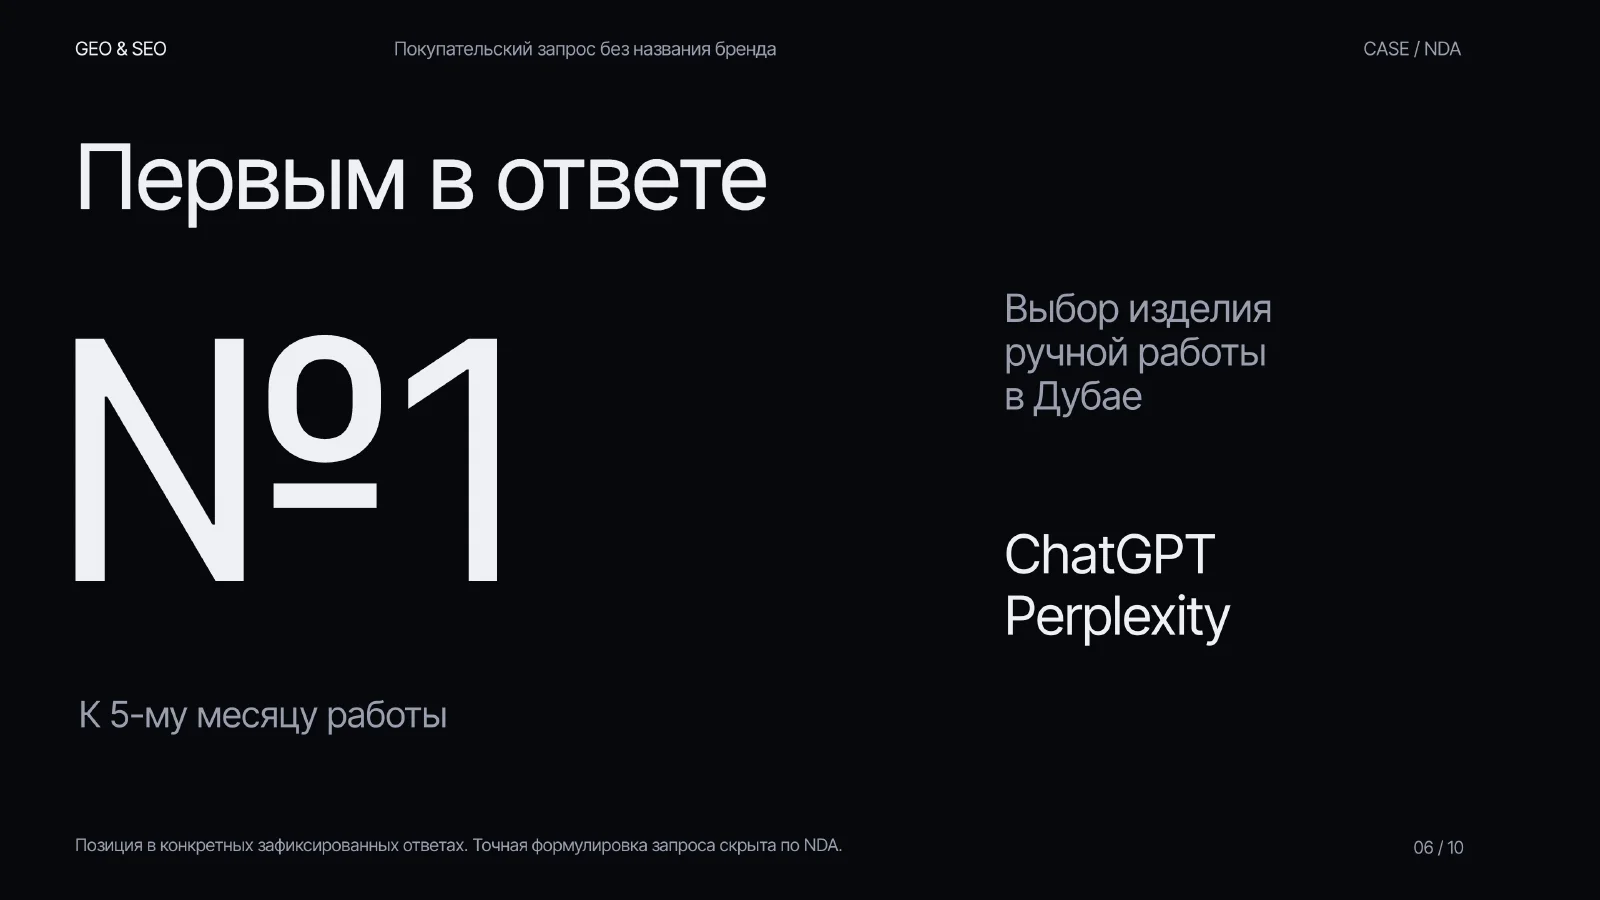 GEO & SEO
Покупательский запрос без названия бренда
CASE / NDA
Первым в ответе
№1
Выбор изделия
ручной работы
в Дубае
ChatGPT
Perplexity
К 5-му месяцу работы
Позиция в конкретных зафиксированных ответах. Точная формулировка запроса скрыта по NDA.
06 / 10